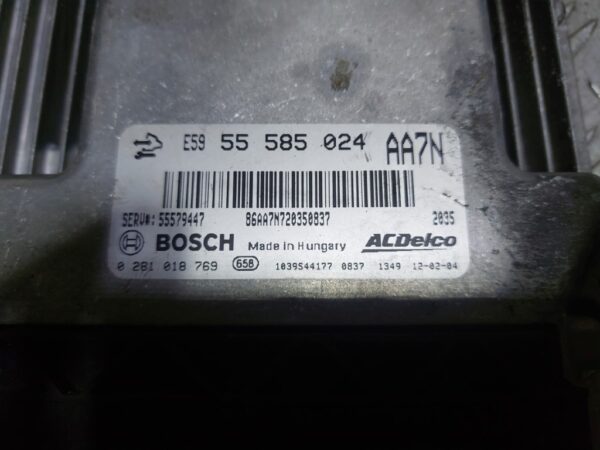 E59 55 585 024 AA7N
SERV#: 55579447 86AA7N720350837 2035
BOSCH Made in Hungary ACDelco
0 281 018 769 658 1039S44177 0837 1349 12-02-04